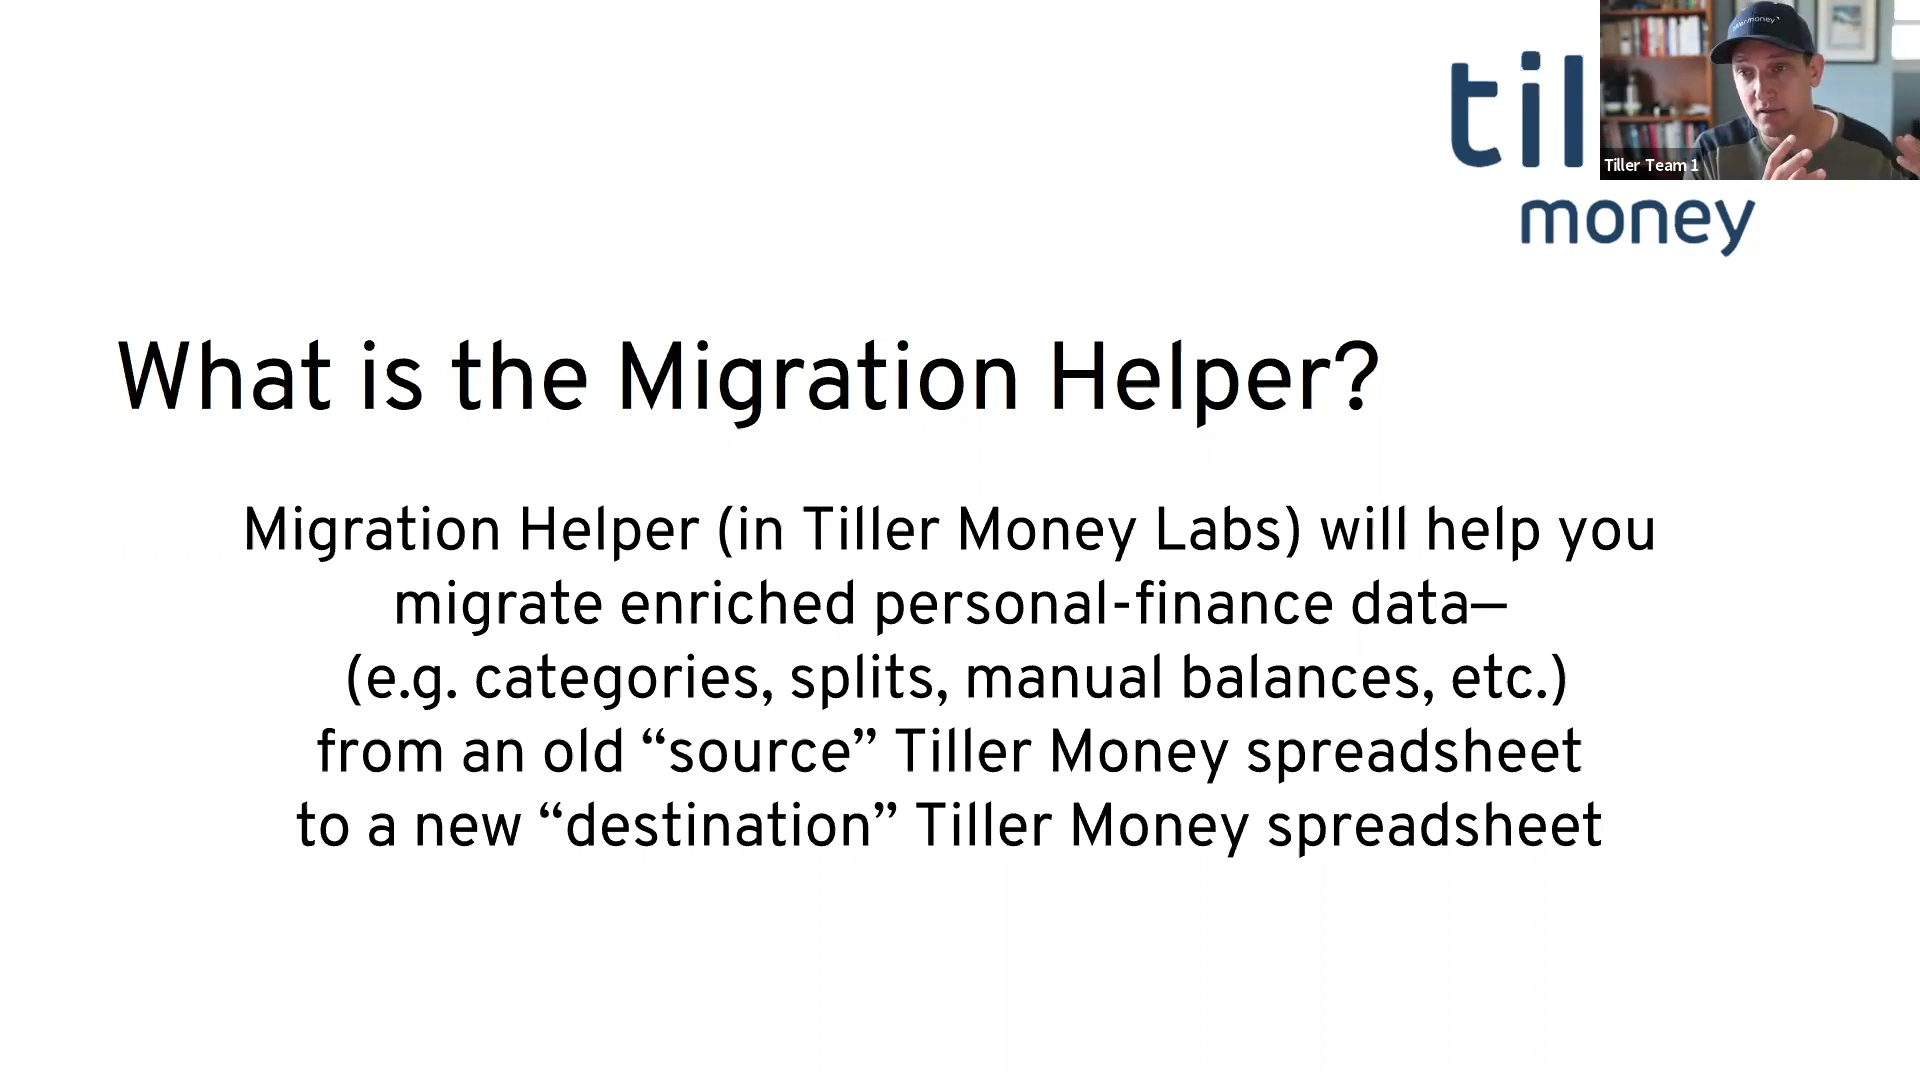 til
money
Tiller Team 1
What is the Migration Helper?
Migration Helper (in Tiller Money Labs) will help you
migrate enriched personal-finance data—
(e.g. categories, splits, manual balances, etc.)
from an old “source” Tiller Money spreadsheet
to a new “destination” Tiller Money spreadsheet